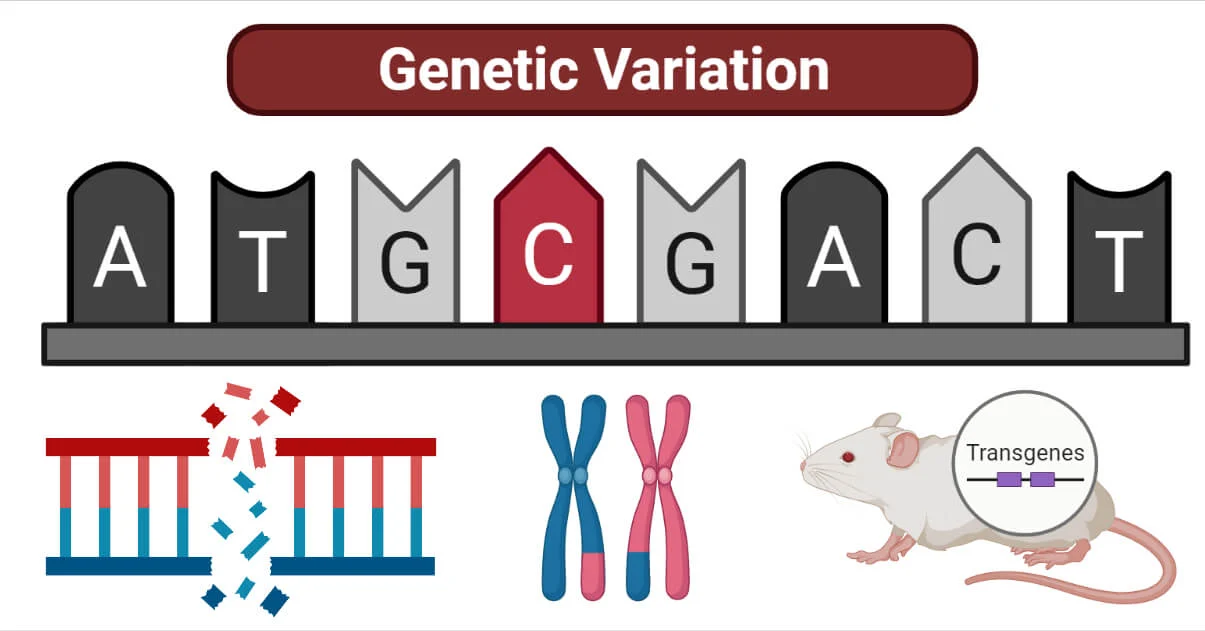 Genetic Variation
A T G C G A C T
Transgenes